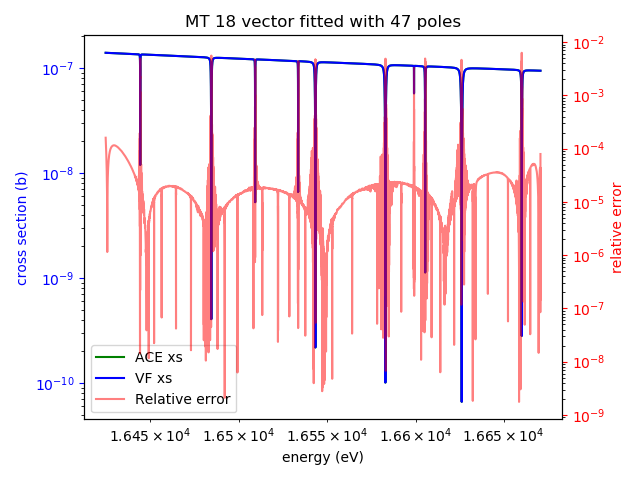 MT 18 vector fitted with 47 poles
cross section (b)
10⁻⁷
10⁻⁸
10⁻⁹
10⁻¹⁰
10⁻²
10⁻³
10⁻⁴
10⁻⁵
10⁻⁶
10⁻⁷
10⁻⁸
10⁻⁹
relative error
ACE xs
VF xs
Relative error
1.645 × 10⁴ 1.65 × 10⁴ 1.655 × 10⁴ 1.66 × 10⁴ 1.665 × 10⁴
energy (eV)